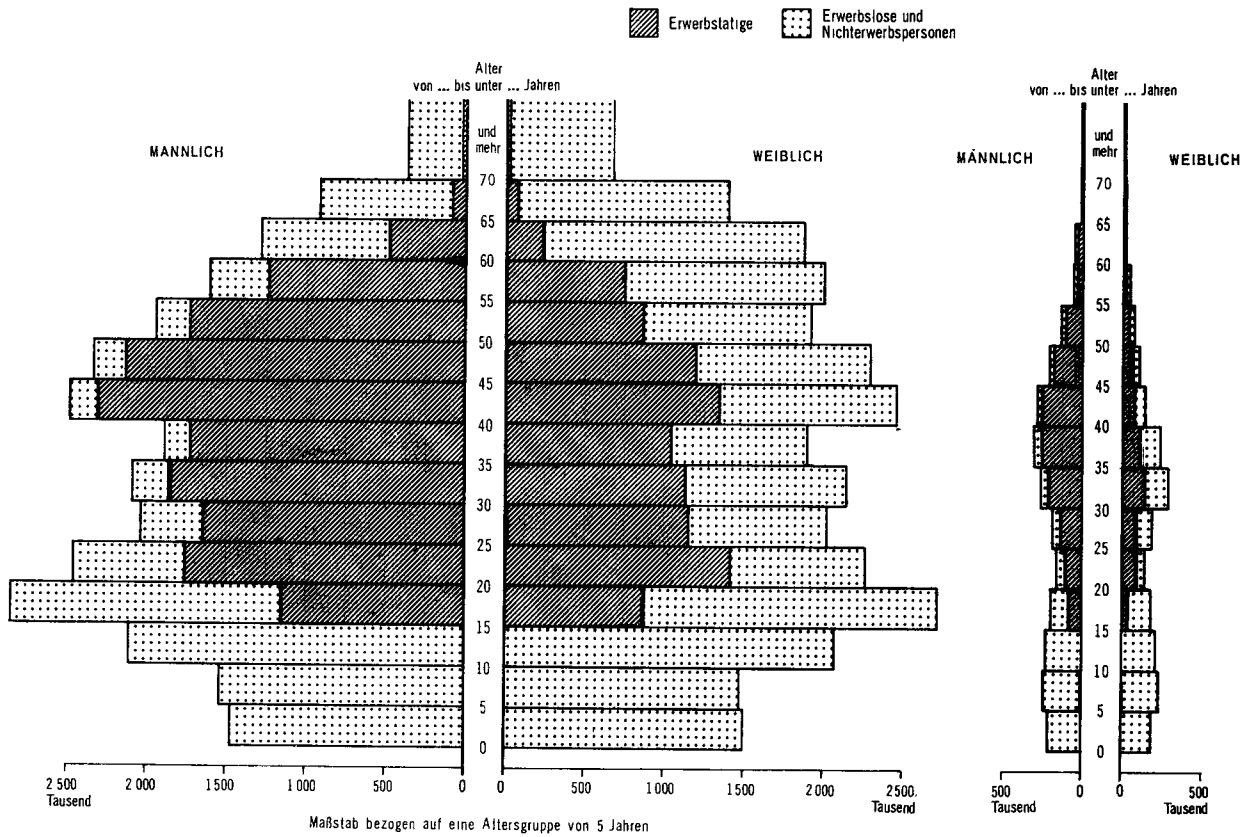 Erwerbstätige
Erwerbslose und
Nichterwerbspersonen
Alter
von ... bis unter ... Jahren
MÄNNLICH
WEIBLICH
und
mehr
70
65
60
55
50
45
40
35
30
25
20
15
10
5
0
2 500
2 000
1 500
1 000
500
0
0
500
1 000
1 500
2 000
2 500
Tausend
Tausend
Maßstab bezogen auf eine Altersgruppe von 5 Jahren
Alter
von ... bis unter ... Jahren
MÄNNLICH
WEIBLICH
und
mehr
70
65
60
55
50
45
40
35
30
25
20
15
10
5
0
500
0
0
500
Tausend
Tausend